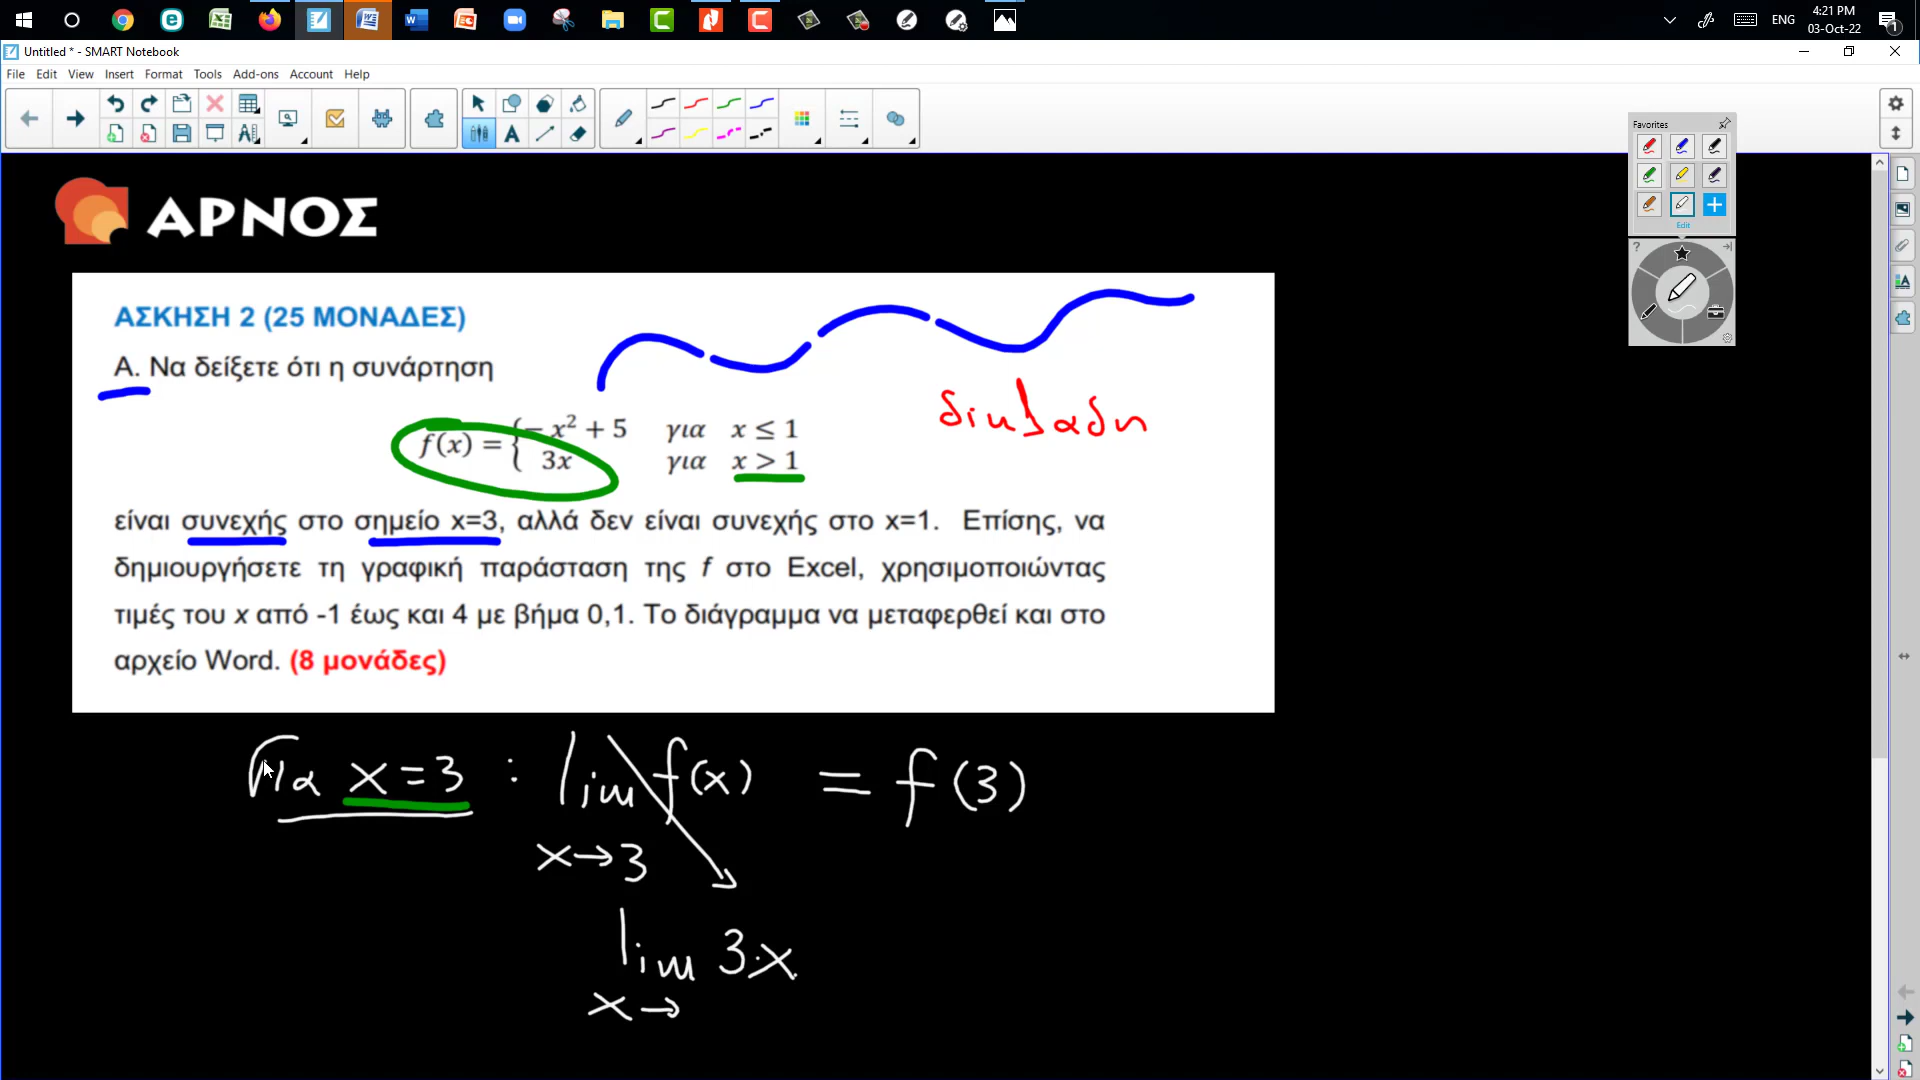 4:21 PM
ENG
03-Oct-22
1
Untitled * - SMART Notebook
File Edit View Insert Format Tools Add-ons Account Help
Favorites
Edit
ΑΡΝΟΣ
ΑΣΚΗΣΗ 2 (25 ΜΟΝΑΔΕΣ)
Α. Να δείξετε ότι η συνάρτηση
f(x) = { − x² + 5 για x ≤ 1
3x για x > 1
είναι συνεχής στο σημείο x=3, αλλά δεν είναι συνεχής στο x=1. Επίσης, να
δημιουργήσετε τη γραφική παράσταση της f στο Excel, χρησιμοποιώντας
τιμές του x από -1 έως και 4 με βήμα 0,1. Το διάγραμμα να μεταφερθεί και στο
αρχείο Word. (8 μονάδες)
Για x=3 : lim f(x) = f(3)
x→3
lim 3·x
x→